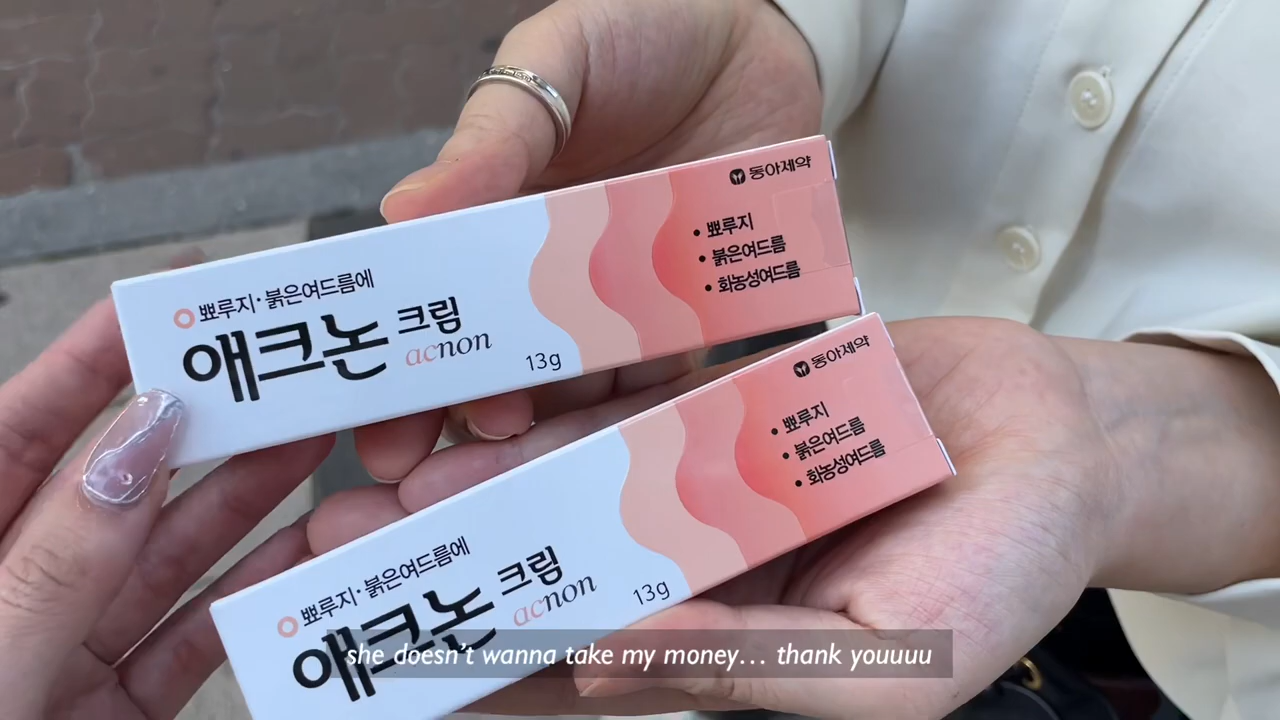 동아제약
뾰루지
붉은여드름
화농성여드름
뾰루지·붉은여드름에
애크논 크림
acnon
13g
동아제약
뾰루지
붉은여드름
화농성여드름
뾰루지·붉은여드름에
애크논 크림
acnon
13g
she doesn't wanna take my money... thank youuuu